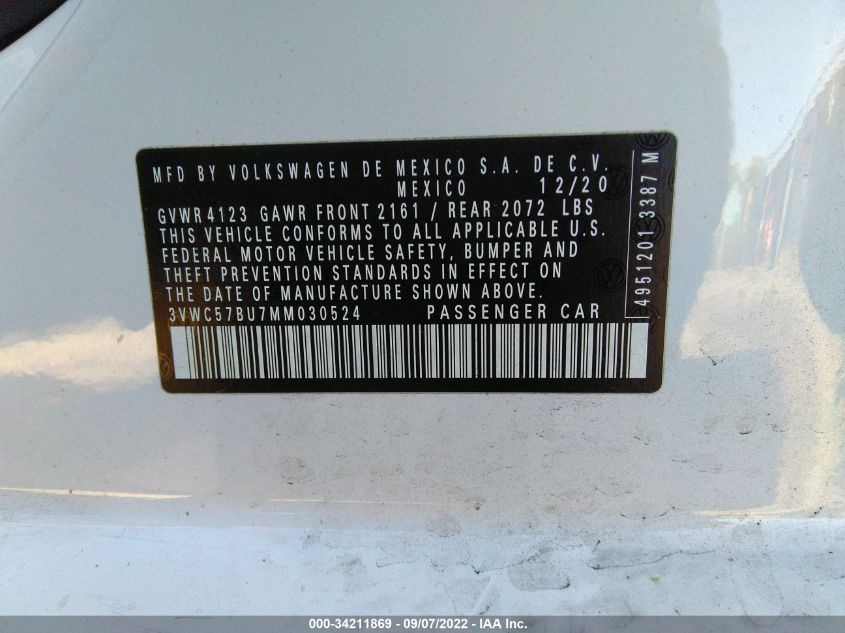 MFD BY VOLKSWAGEN DE MEXICO S.A. DE C.V.
MEXICO 12/20
GVWR 4123 GAWR FRONT 2161 / REAR 2072 LBS
THIS VEHICLE CONFORMS TO ALL APPLICABLE U.S.
FEDERAL MOTOR VEHICLE SAFETY, BUMPER AND
THEFT PREVENTION STANDARDS IN EFFECT ON
THE DATE OF MANUFACTURE SHOWN ABOVE.
3VWC57BU7MM030524 PASSENGER CAR
4951201 3387 M
000-34211869 - 09/07/2022 - IAA Inc.